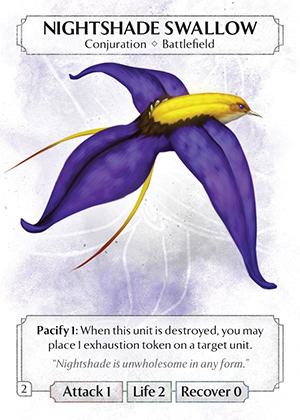 NIGHTSHADE SWALLOW
Conjuration ⬦ Battlefield
Pacify 1: When this unit is destroyed, you may
place 1 exhaustion token on a target unit.
"Nightshade is unwholesome in any form."
2 Attack 1 Life 2 Recover 0